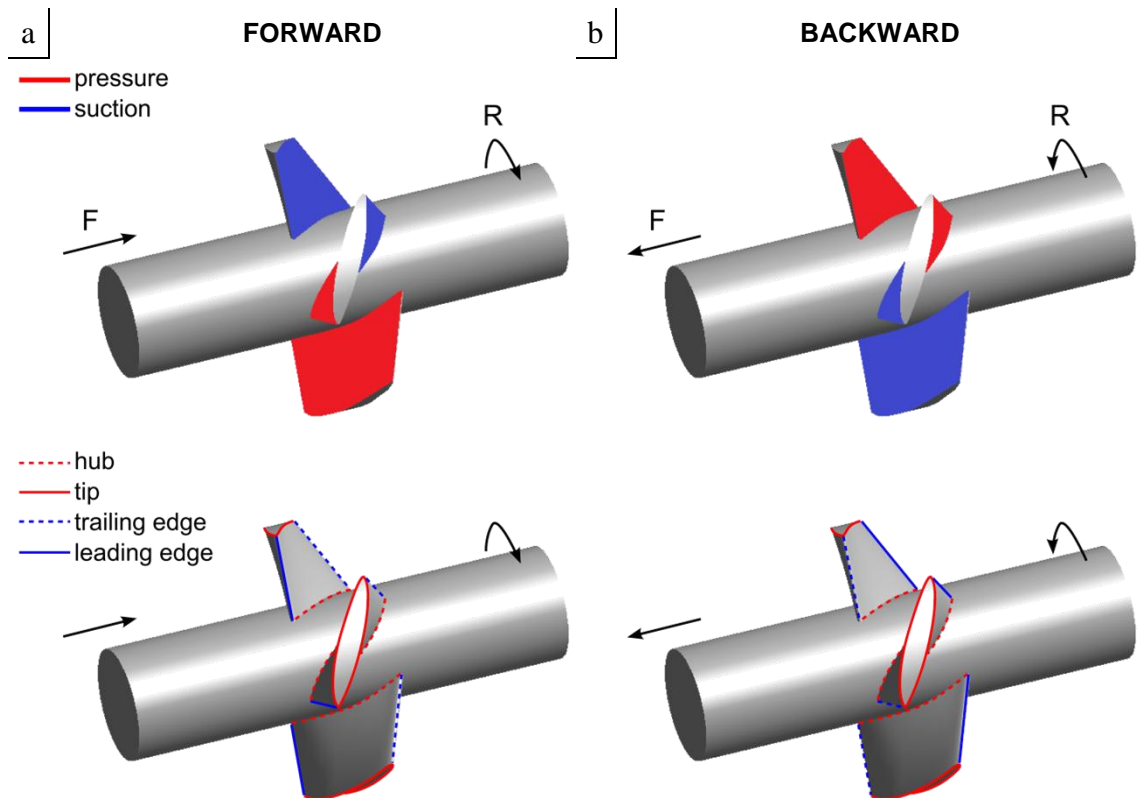 a
FORWARD
b
BACKWARD
pressure
suction
R
R
F
F
hub
tip
trailing edge
leading edge